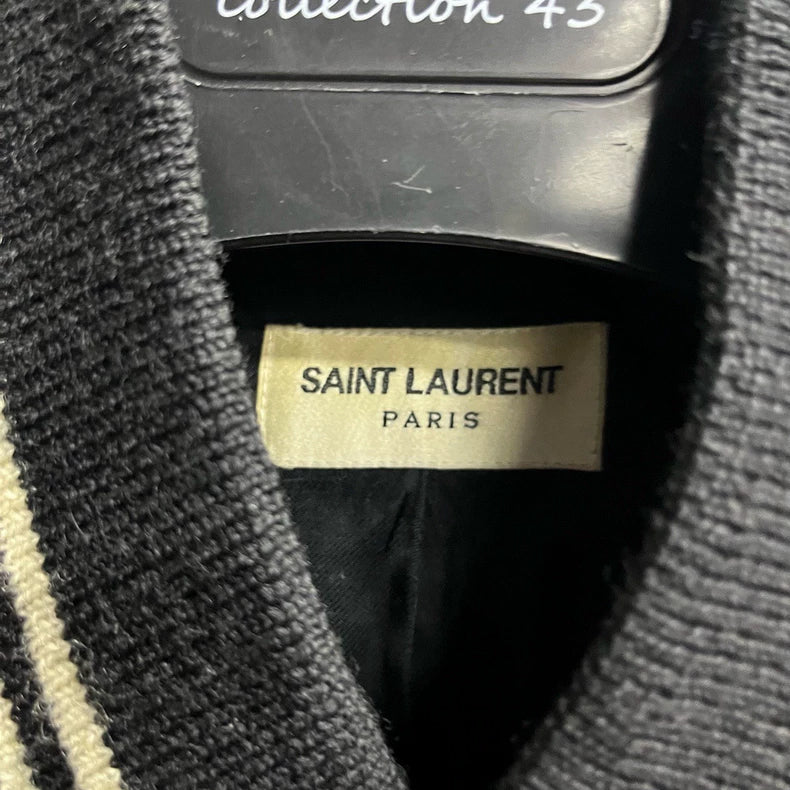 collection 43
SAINT LAURENT
PARIS